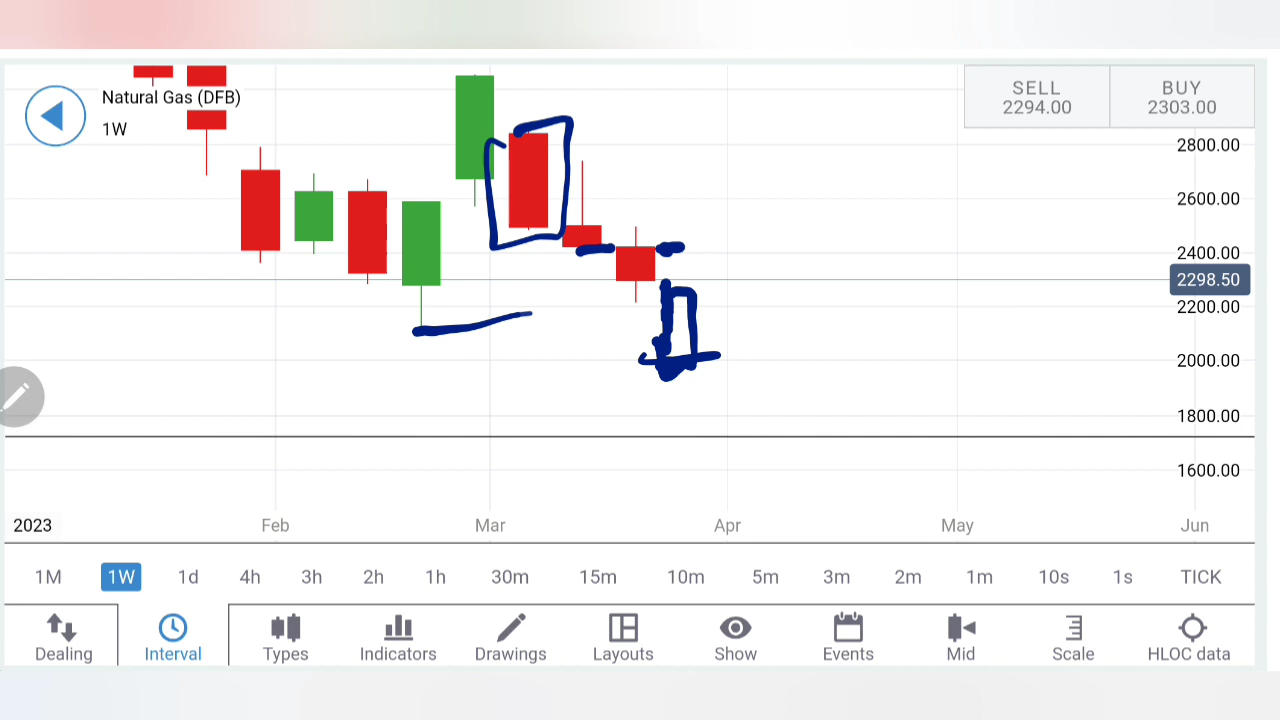 Natural Gas (DFB)
1W
SELL BUY
2294.00 2303.00
2800.00
2600.00
2400.00
2298.50
2200.00
2000.00
1800.00
1600.00
2023 Feb Mar Apr May Jun
1M 1W 1d 4h 3h 2h 1h 30m 15m 10m 5m 3m 2m 1m 10s 1s TICK
Dealing Interval Types Indicators Drawings Layouts Show Events Mid Scale HLOC data